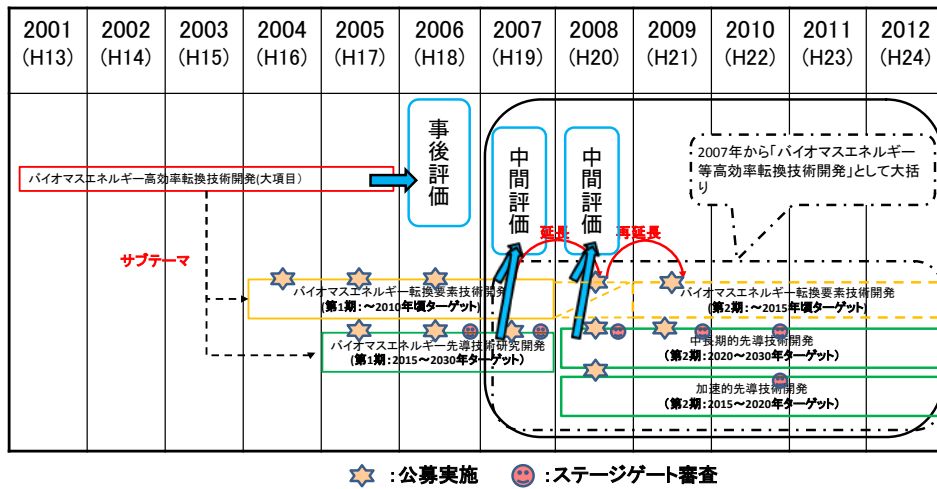 2001
(H13)
2002
(H14)
2003
(H15)
2004
(H16)
2005
(H17)
2006
(H18)
2007
(H19)
2008
(H20)
2009
(H21)
2010
(H22)
2011
(H23)
2012
(H24)
事後評価
中間評価
中間評価
2007年から「バイオマスエネルギー
等高効率転換技術開発」として大括
り
バイオマスエネルギー高効率転換技術開発(大項目)
延長
再延長
サブテーマ
バイオマスエネルギー転換要素技術開発
(第1期:～2010年頃ターゲット)
バイオマスエネルギー転換要素技術開発
(第2期:～2015年頃ターゲット)
バイオマスエネルギー先導技術研究開発
(第1期:2015～2030年ターゲット)
中長期的先導技術開発
(第2期:2020～2030年ターゲット)
加速的先導技術開発
(第2期:2015～2020年ターゲット)
:公募実施
:ステージゲート審査